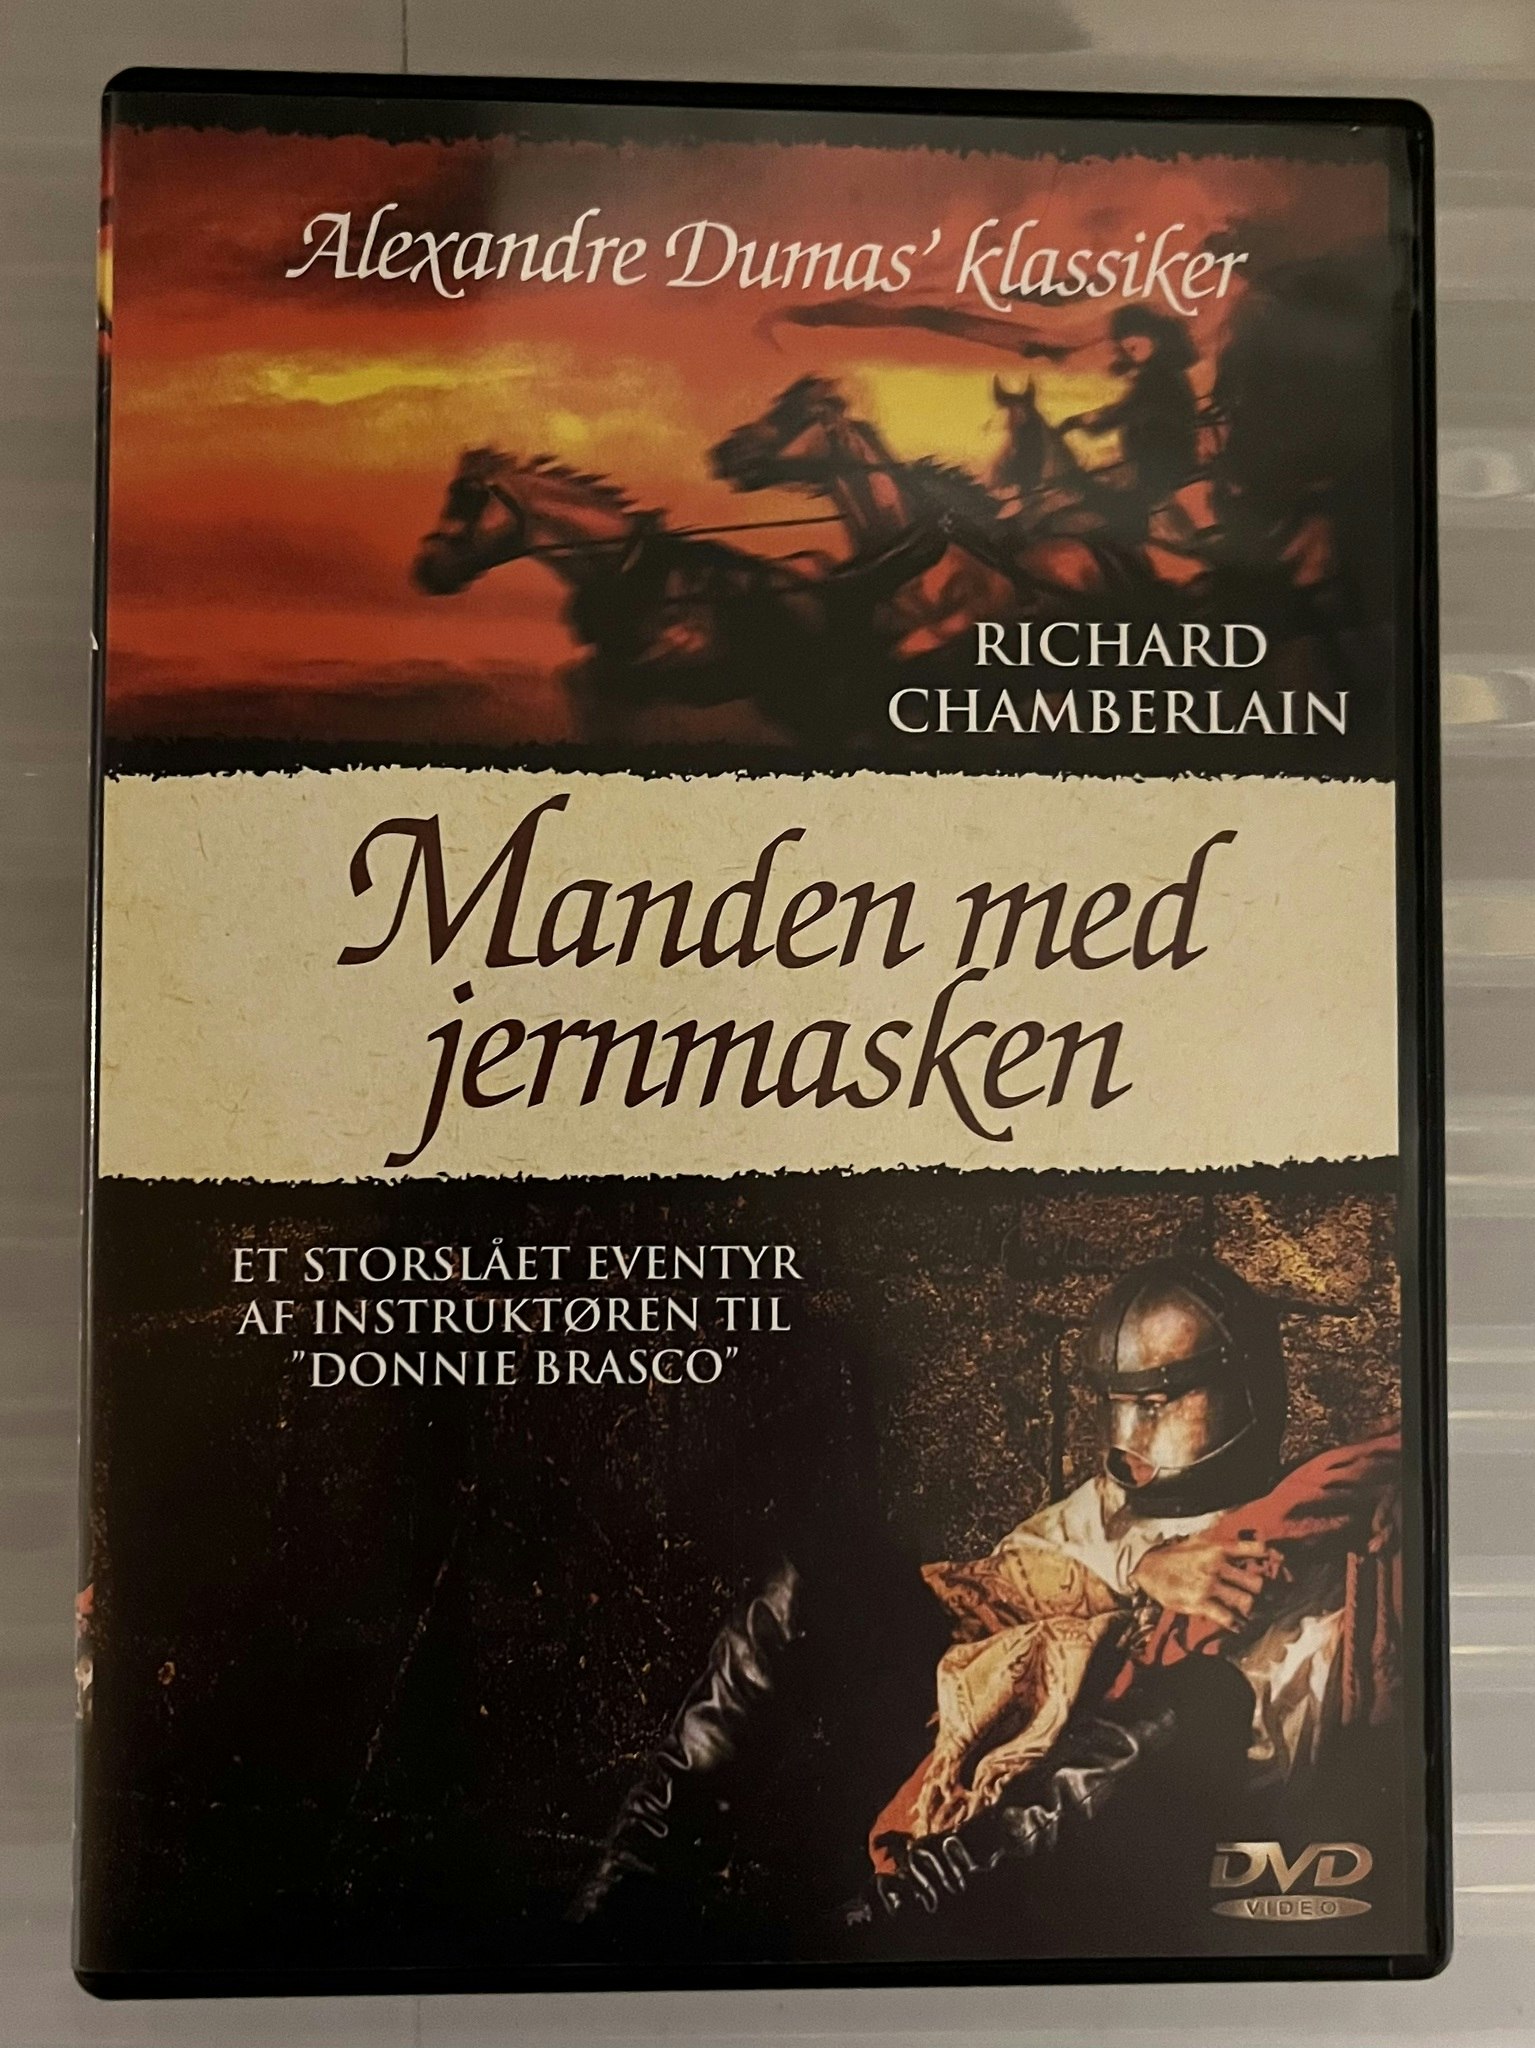 Alexandre Dumas’ klassiker
RICHARD
CHAMBERLAIN
Manden med
jernmasken
ET STORSLÅET EVENTYR
AF INSTRUKTØREN TIL
”DONNIE BRASCO”
DVD
VIDEO